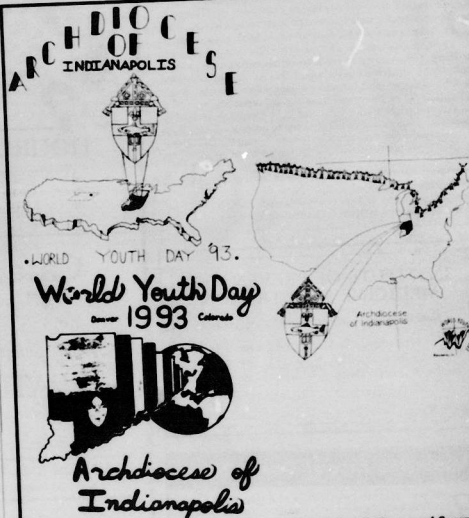 ARCHDIOCESE
OF
INDIANAPOLIS
.WORLD YOUTH DAY '93.
World Youth Day
Denver 1993 Colorado
Archdiocese of
Indianapolis
Archdiocese
of Indianapolis